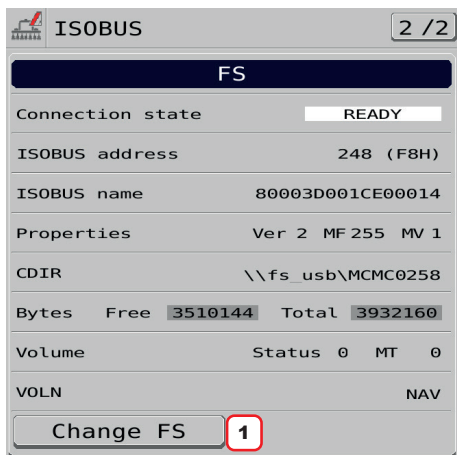 ISOBUS 2 /2
FS
Connection state READY
ISOBUS address 248 (F8H)
ISOBUS name 80003D001CE00014
Properties Ver 2 MF 255 MV 1
CDIR \\fs_usb\MCMC0258
Bytes Free 3510144 Total 3932160
Volume Status 0 MT 0
VOLN NAV
Change FS 1